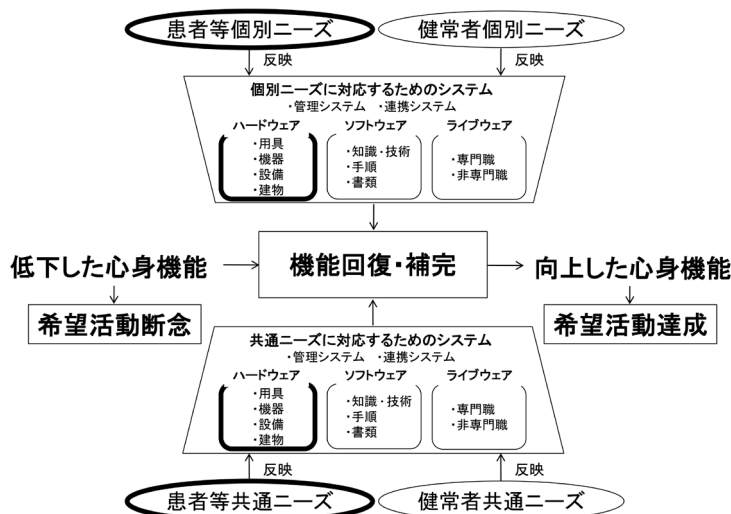 患者等個別ニーズ
健常者個別ニーズ
反映
反映
個別ニーズに対応するためのシステム
・管理システム ・連携システム
ハードウェア
・用具
・機器
・設備
・建物
ソフトウェア
・知識・技術
・手順
・書類
ライブウェア
・専門職
・非専門職
低下した心身機能
機能回復・補完
向上した心身機能
希望活動断念
希望活動達成
共通ニーズに対応するためのシステム
・管理システム ・連携システム
ハードウェア
・用具
・機器
・設備
・建物
ソフトウェア
・知識・技術
・手順
・書類
ライブウェア
・専門職
・非専門職
反映
反映
患者等共通ニーズ
健常者共通ニーズ